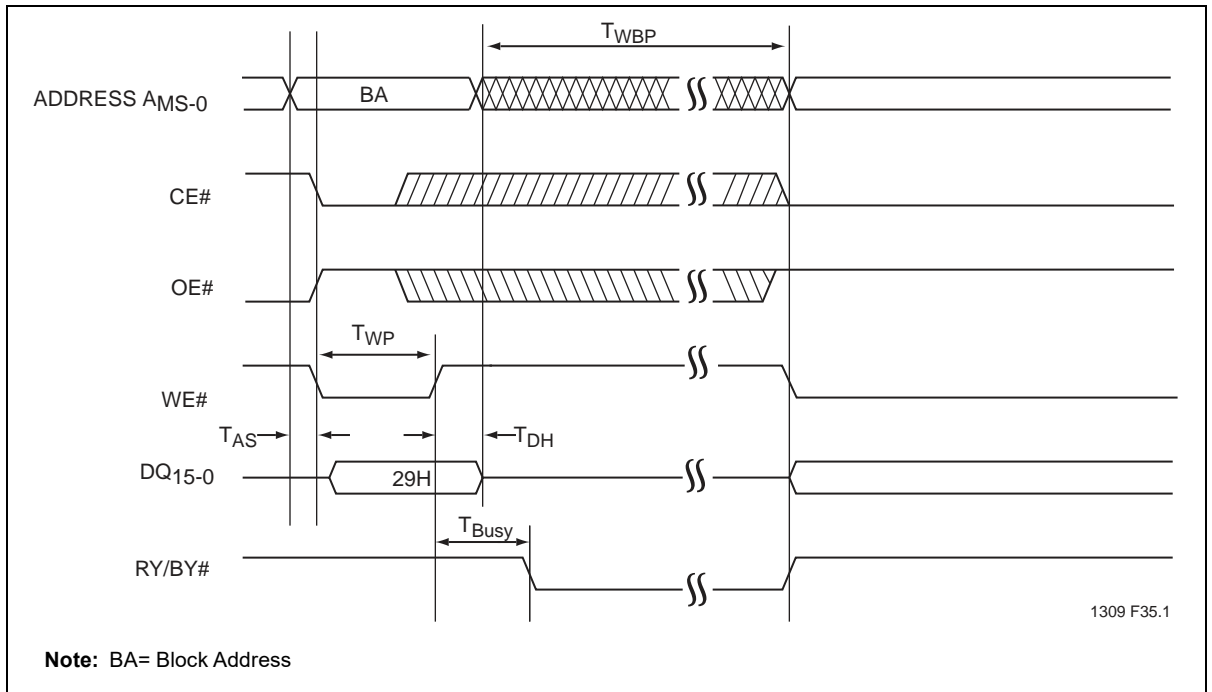 TWBP
ADDRESS AMS-0
BA
CE#
OE#
TWP
WE#
TAS
TDH
DQ15-0
29H
TBusy
RY/BY#
1309 F35.1
Note: BA= Block Address